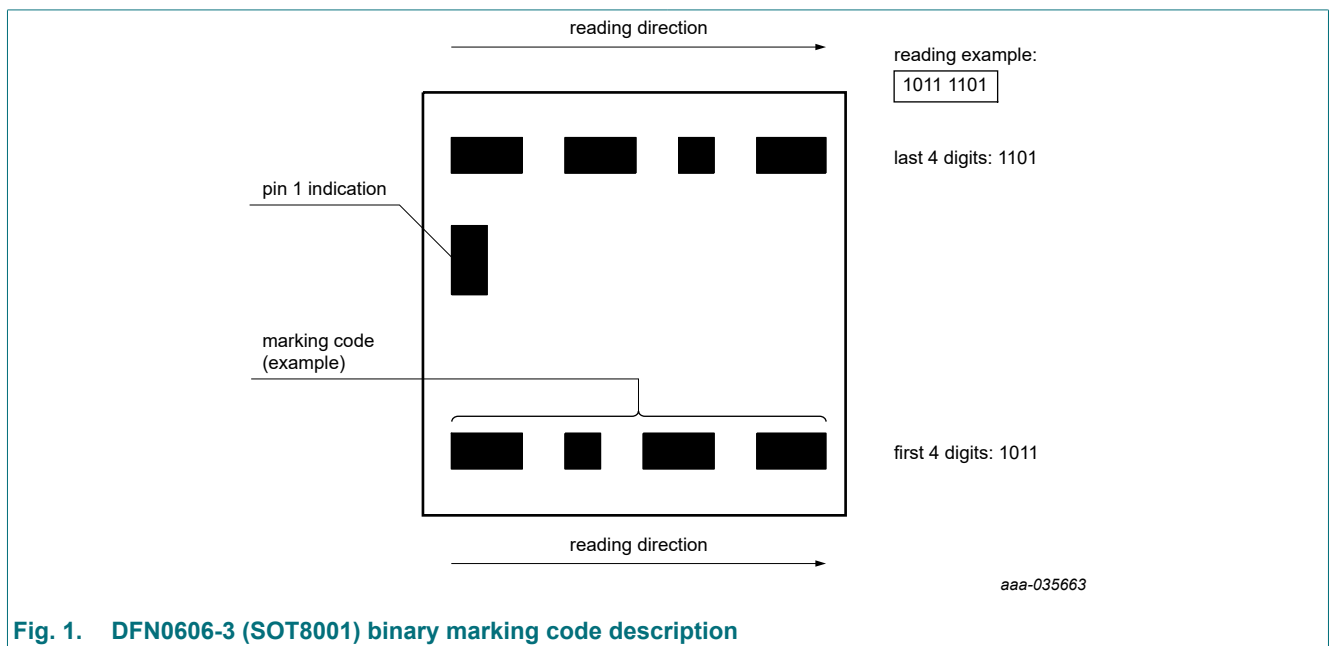 reading direction
reading example:
1011 1101
last 4 digits: 1101
pin 1 indication
marking code
(example)
first 4 digits: 1011
reading direction
aaa-035663
Fig. 1. DFN0606-3 (SOT8001) binary marking code description